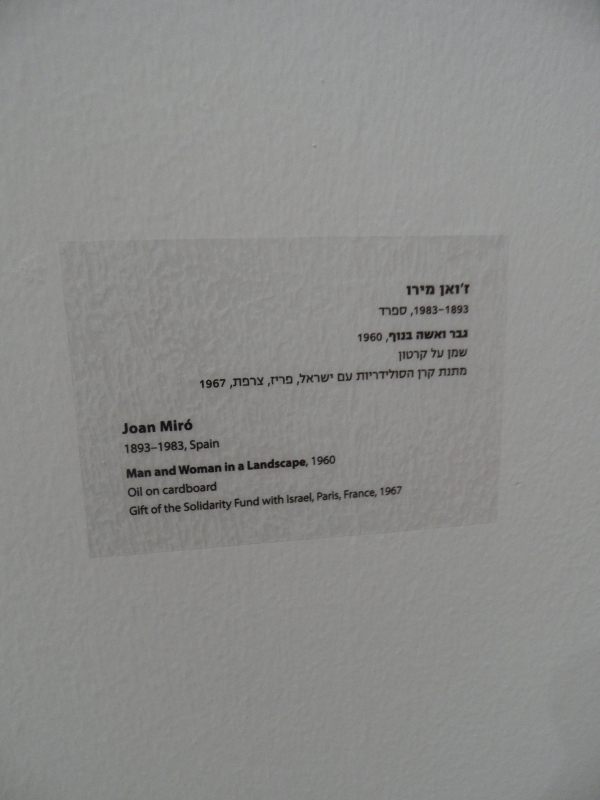 ז'ואן מירו
1983-1893, ספרד
גבר ואשה בנוף, 1960
שמן על קרטון
מתנת קרן הסולידריות עם ישראל, פריז, צרפת, 1967
Joan Miró
1893–1983, Spain
Man and Woman in a Landscape, 1960
Oil on cardboard
Gift of the Solidarity Fund with Israel, Paris, France, 1967